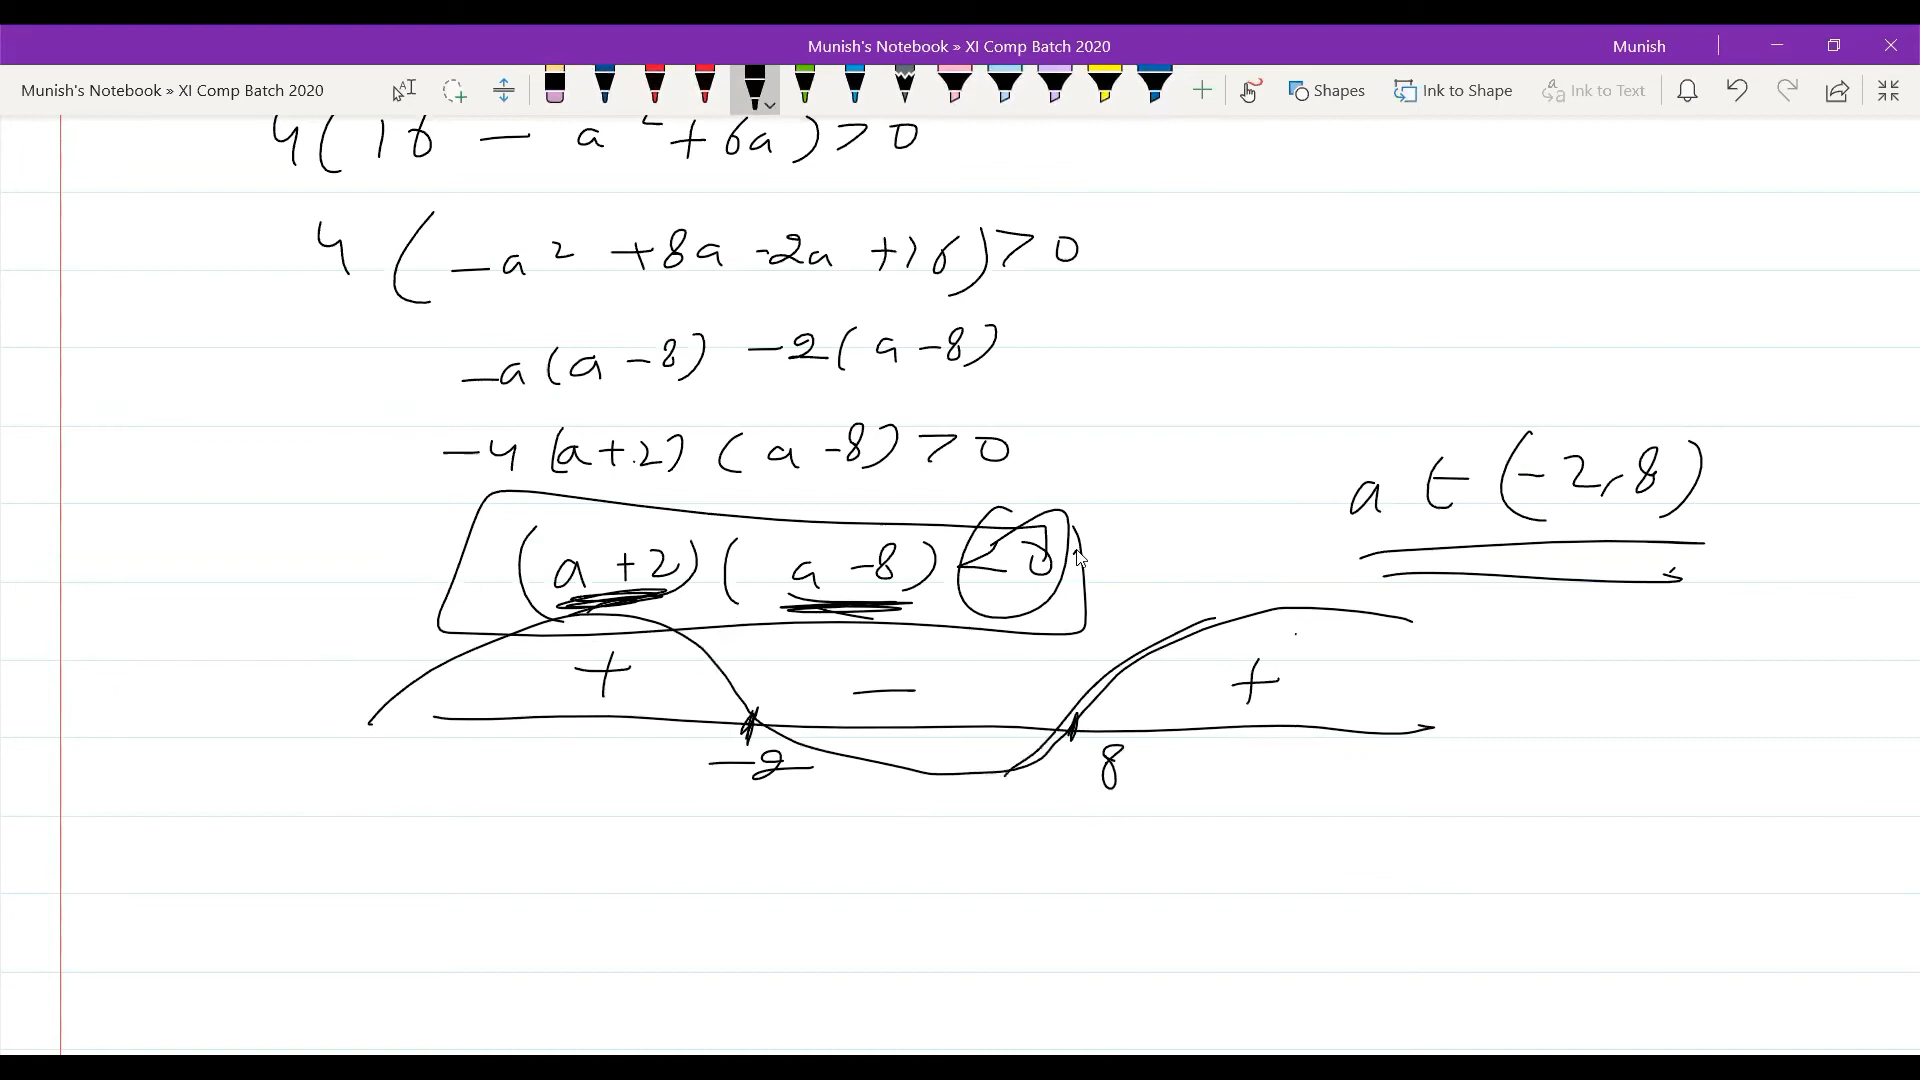 Munish's Notebook » XI Comp Batch 2020
Munish
Munish's Notebook » XI Comp Batch 2020
Shapes
Ink to Shape
Ink to Text
4(16 - a² + 6a) > 0
4(-a² +8a -2a +16) > 0
-a(a-8) -2(a-8)
-4(a+2)(a-8) > 0
a ∈ (-2,8)
(a+2)(a-8) <0
+ - +
-2 8